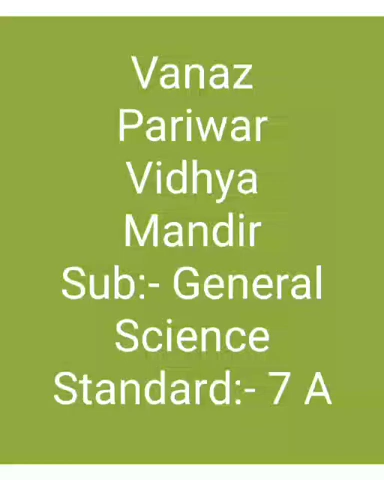 Vanaz
Pariwar
Vidhya
Mandir
Sub:- General
Science
Standard:- 7 A